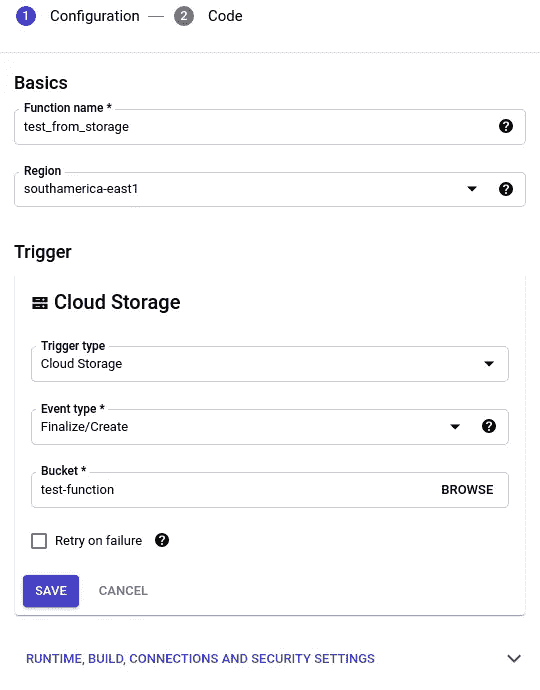 1 Configuration — 2 Code
Basics
Function name *
test_from_storage
Region
southamerica-east1
Trigger
Cloud Storage
Trigger type
Cloud Storage
Event type *
Finalize/Create
Bucket *
test-function BROWSE
Retry on failure
SAVE CANCEL
RUNTIME, BUILD, CONNECTIONS AND SECURITY SETTINGS